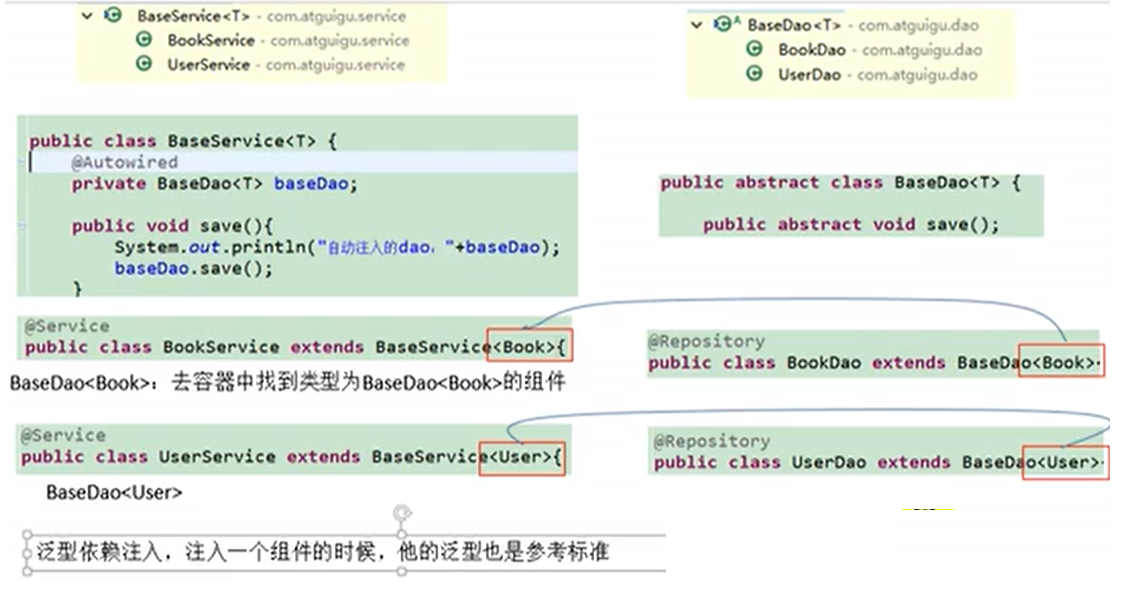 BaseService<T> - com.atguigu.service
BookService - com.atguigu.service
UserService - com.atguigu.service
BaseDao<T> - com.atguigu.dao
BookDao - com.atguigu.dao
UserDao - com.atguigu.dao
public class BaseService<T> {
@Autowired
private BaseDao<T> baseDao;
public void save(){
System.out.println("自动注入的dao："+baseDao);
baseDao.save();
}
public abstract class BaseDao<T> {
public abstract void save();
@Service
public class BookService extends BaseService<Book>{
@Repository
public class BookDao extends BaseDao<Book>
BaseDao<Book>：去容器中找到类型为BaseDao<Book>的组件
@Service
public class UserService extends BaseService<User>{
@Repository
public class UserDao extends BaseDao<User>
BaseDao<User>
泛型依赖注入，注入一个组件的时候，他的泛型也是参考标准